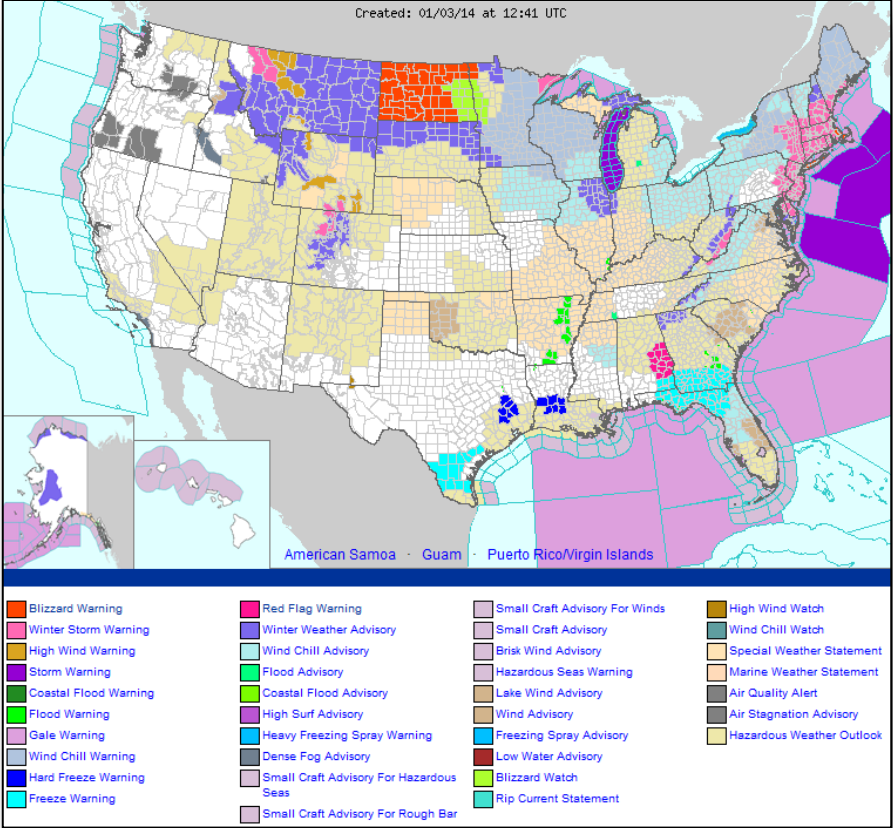 Created: 01/03/14 at 12:41 UTC
American Samoa · Guam · Puerto Rico/Virgin Islands
Blizzard Warning
Winter Storm Warning
High Wind Warning
Storm Warning
Coastal Flood Warning
Flood Warning
Gale Warning
Wind Chill Warning
Hard Freeze Warning
Freeze Warning
Red Flag Warning
Winter Weather Advisory
Wind Chill Advisory
Flood Advisory
Coastal Flood Advisory
High Surf Advisory
Heavy Freezing Spray Warning
Dense Fog Advisory
Small Craft Advisory For Hazardous
Seas
Small Craft Advisory For Rough Bar
Small Craft Advisory For Winds
Small Craft Advisory
Brisk Wind Advisory
Hazardous Seas Warning
Lake Wind Advisory
Wind Advisory
Freezing Spray Advisory
Low Water Advisory
Blizzard Watch
Rip Current Statement
High Wind Watch
Wind Chill Watch
Special Weather Statement
Marine Weather Statement
Air Quality Alert
Air Stagnation Advisory
Hazardous Weather Outlook